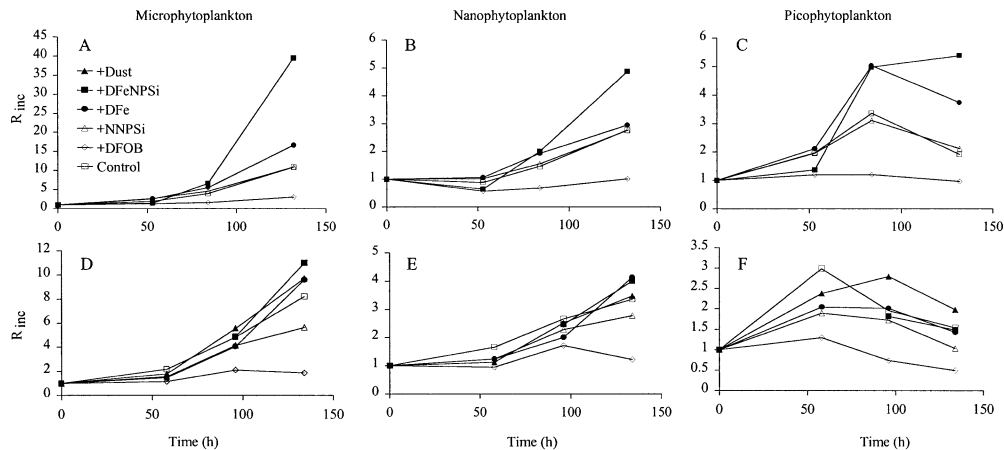 Microphytoplankton Nanophytoplankton Picophytoplankton
A
R inc
45
40
35
30
25
20
15
10
5
0
+Dust
+DFeNPSi
+DFe
+NNPSi
+DFOB
Control
0 50 100 150
B
6
5
4
3
2
1
0
0 50 100 150
C
6
5
4
3
2
1
0
0 50 100 150
D
R inc
12
10
8
6
4
2
0
0 50 100 150
Time (h)
E
5
4
3
2
1
0
0 50 100 150
Time (h)
F
3.5
3
2.5
2
1.5
1
0.5
0
0 50 100 150
Time (h)